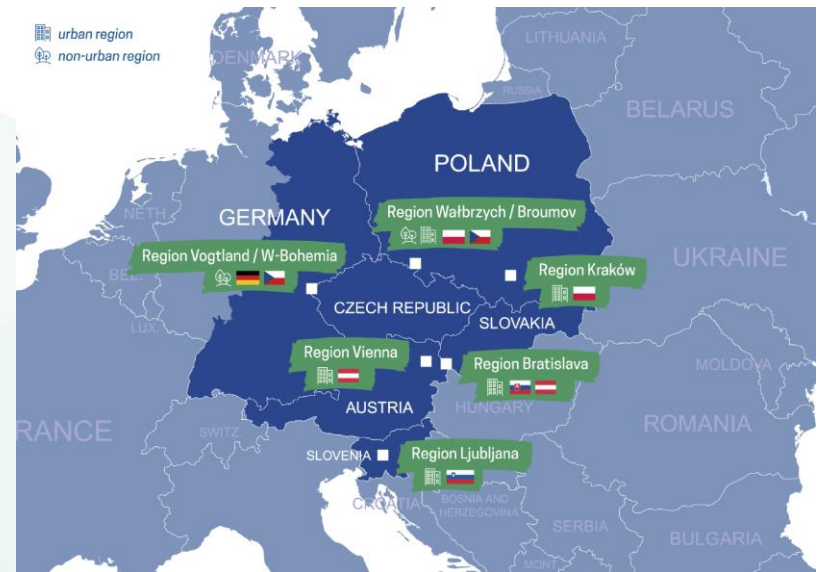 urban region
non-urban region
DENMARK
LITHUANIA
RUSSIA
BELARUS
POLAND
NETH
GERMANY
Region Wałbrzych / Broumov
UKRAINE
Region Vogtland / W-Bohemia
BEL.
Region Kraków
CZECH REPUBLIC
LUX.
SLOVAKIA
Region Vienna
Region Bratislava
MOLDOVA
AUSTRIA
HUNGARY
RANCE
SWITZ.
ROMANIA
SLOVENIA
Region Ljubljana
CROATIA
BOSNIA AND
HERZEGOVINA
SERBIA
BULGARIA
MONT.